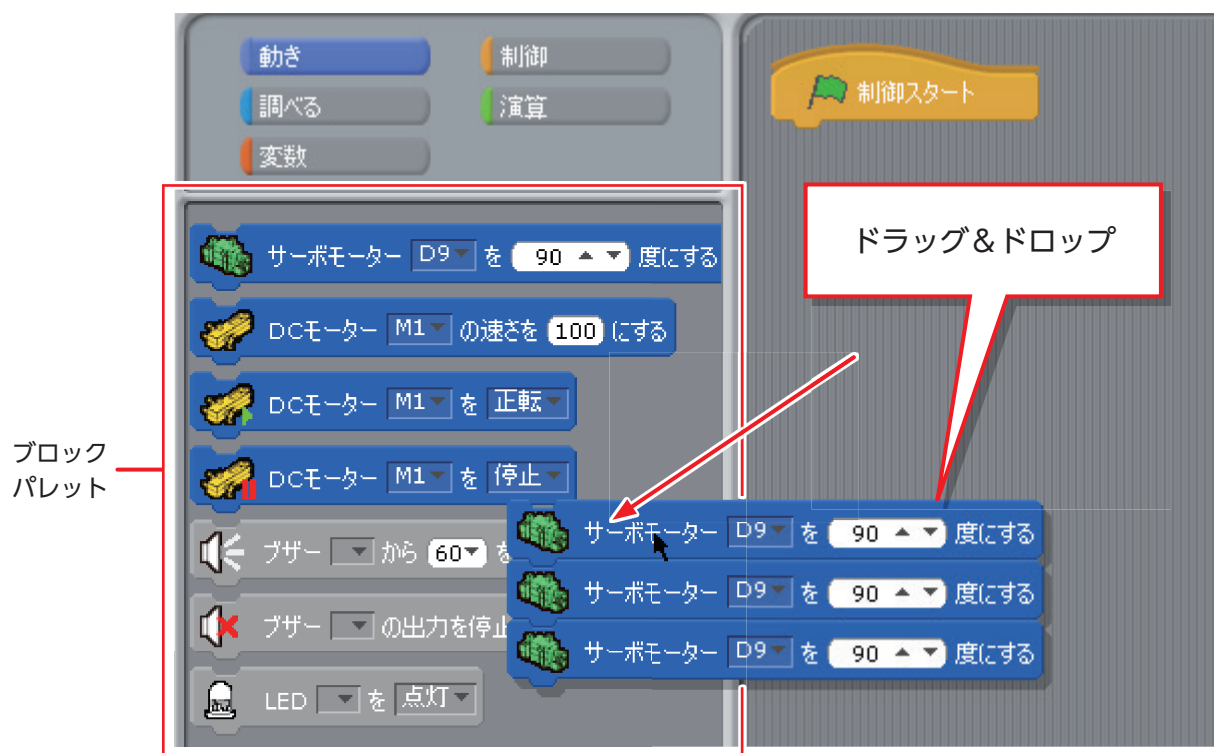 動き
制御
調べる
演算
変数
制御スタート
ドラッグ＆ドロップ
サーボモーター D9 を 90 度にする
DCモーター M1 の速さを 100 にする
DCモーター M1 を 正転
DCモーター M1 を 停止
ブロック
パレット
サーボモーター D9 を 90 度にする
ブザー から 60 を
サーボモーター D9 を 90 度にする
ブザー の出力を停止
サーボモーター D9 を 90 度にする
LED を 点灯